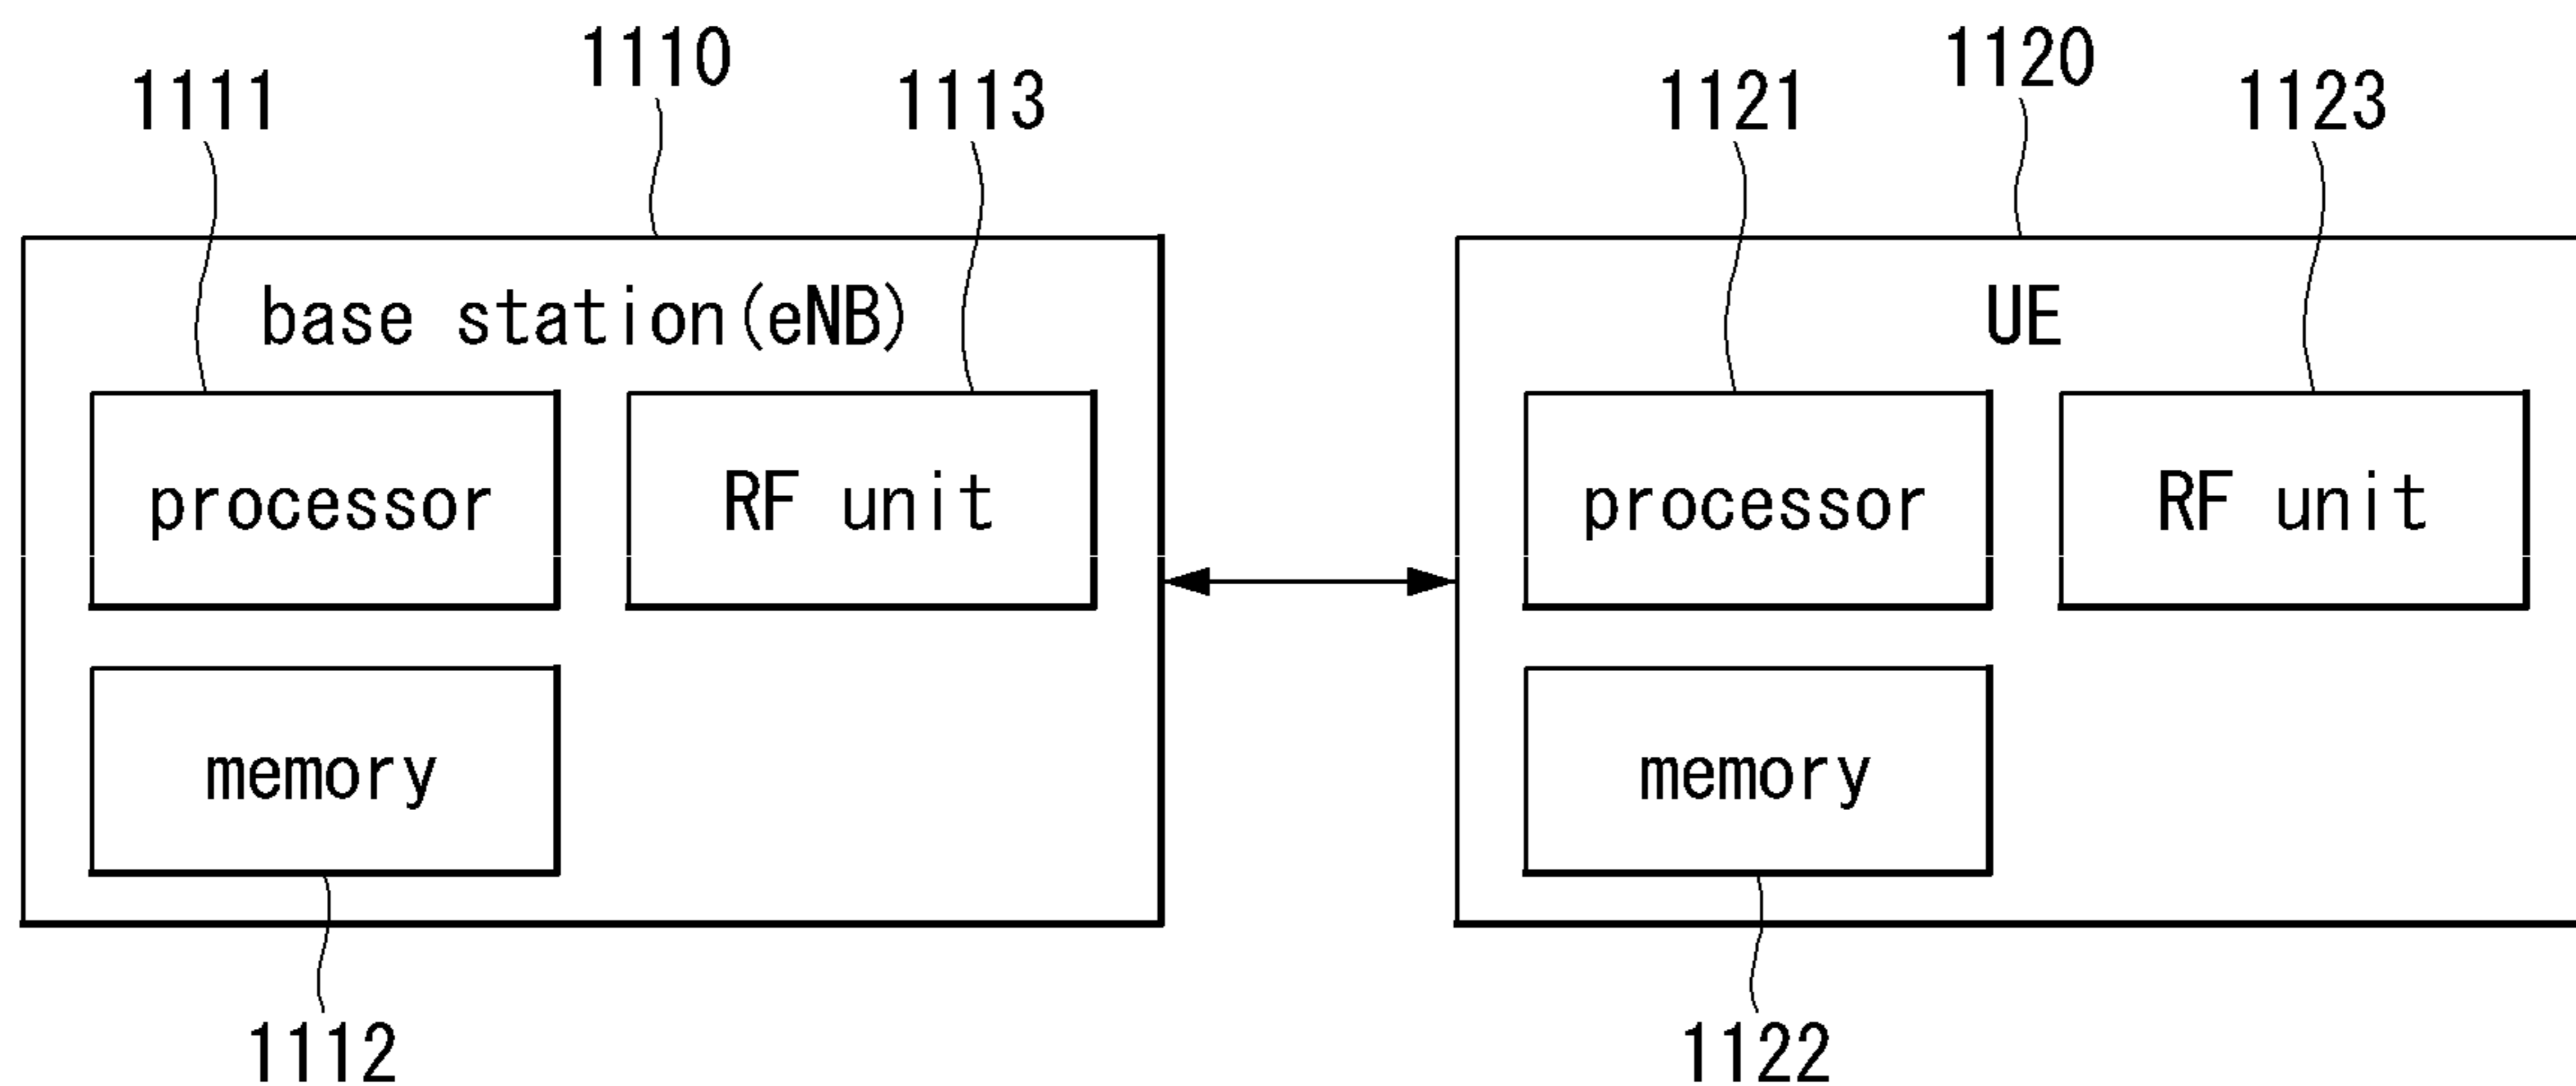 1110
1120
1111
1113
1121
1123
base station(eNB)
UE
processor
RF unit
processor
RF unit
memory
memory
1112
1122